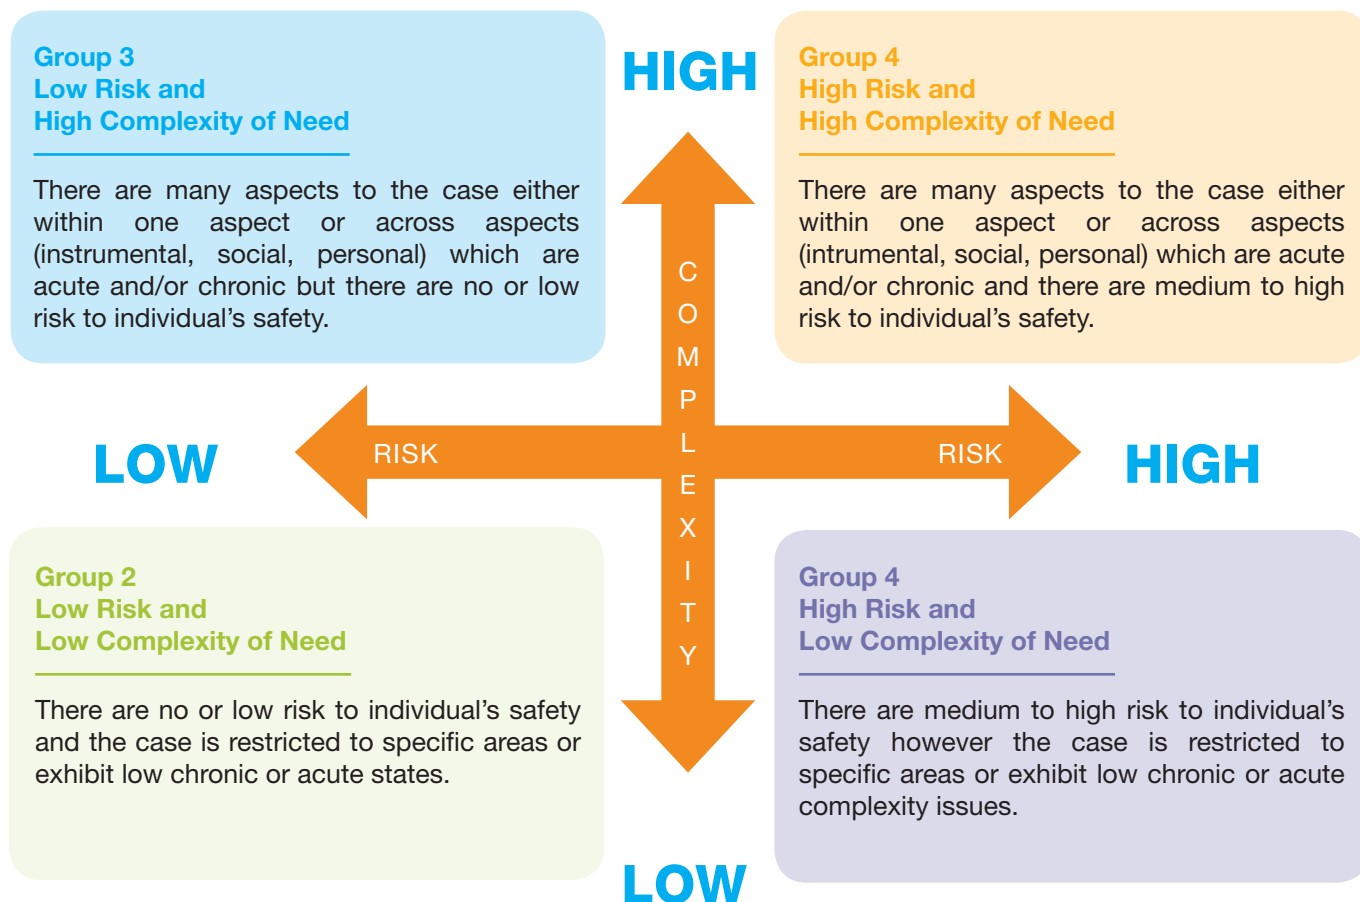 Group 3
Low Risk and
High Complexity of Need
There are many aspects to the case either
within one aspect or across aspects
(instrumental, social, personal) which are
acute and/or chronic but there are no or low
risk to individual’s safety.
HIGH
Group 4
High Risk and
High Complexity of Need
There are many aspects to the case either
within one aspect or across aspects
(intrumental, social, personal) which are acute
and/or chronic and there are medium to high
risk to individual’s safety.
LOW
RISK
COMPLEXITY
RISK
HIGH
Group 2
Low Risk and
Low Complexity of Need
There are no or low risk to individual’s safety
and the case is restricted to specific areas or
exhibit low chronic or acute states.
Group 4
High Risk and
Low Complexity of Need
There are medium to high risk to individual’s
safety however the case is restricted to
specific areas or exhibit low chronic or acute
complexity issues.
LOW